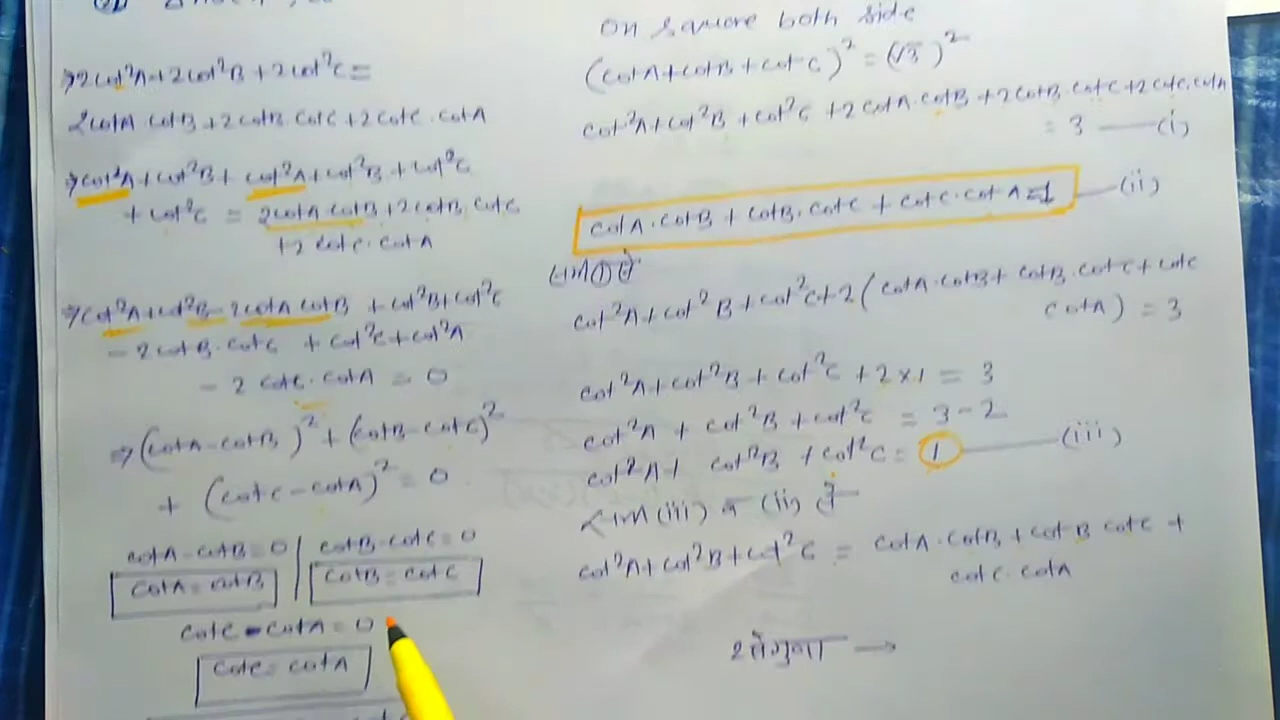 ⇒2cot²A+2cot²B+2cot²C=
2cotA cotB+2cotB.cotC+2cotC.cotA
⇒cot²A+cot²B+cot²A+cot²B+cot²C
+cot²C = 2cotA.cotB+2cotB.cotC
+2 cotC.cotA
⇒cot²A+cot²B-2cotA cotB +cot²B+cot²C
-2cotB.cotC +cot²C+cot²A
-2 cotC.cotA = 0
⇒(cotA-cotB)²+(cotB-cotC)²
+ (cotC-cotA)²=0
cotA-cotB=0 | cotB-cotC=0
cotA=cotB | cotB=cotC
cotC-cotA=0
cotC=cotA
on square both side
(cotA+cotB+cotC)²=(√3)²
cot²A+cot²B+cot²C+2cotA.cotB+2cotB.cotC+2cotC.cotA
= 3 —(i)
cotA.cotB+cotB.cotC+cotC.cotA=1 —(ii)
cot²A+cot²B+cot²C+2(cotA.cotB+cotB.cotC+cotC
cotA)=3
cot²A+cot²B+cot²C+2×1=3
cot²A+cot²B+cot²C=3-2
cot²A+cot²B+cot²C=1 —(iii)
(iii) व (ii) से
cot²A+cot²B+cot²C = cotA.cotB+cotB cotC+
cotC.cotA
2 से गुणा →